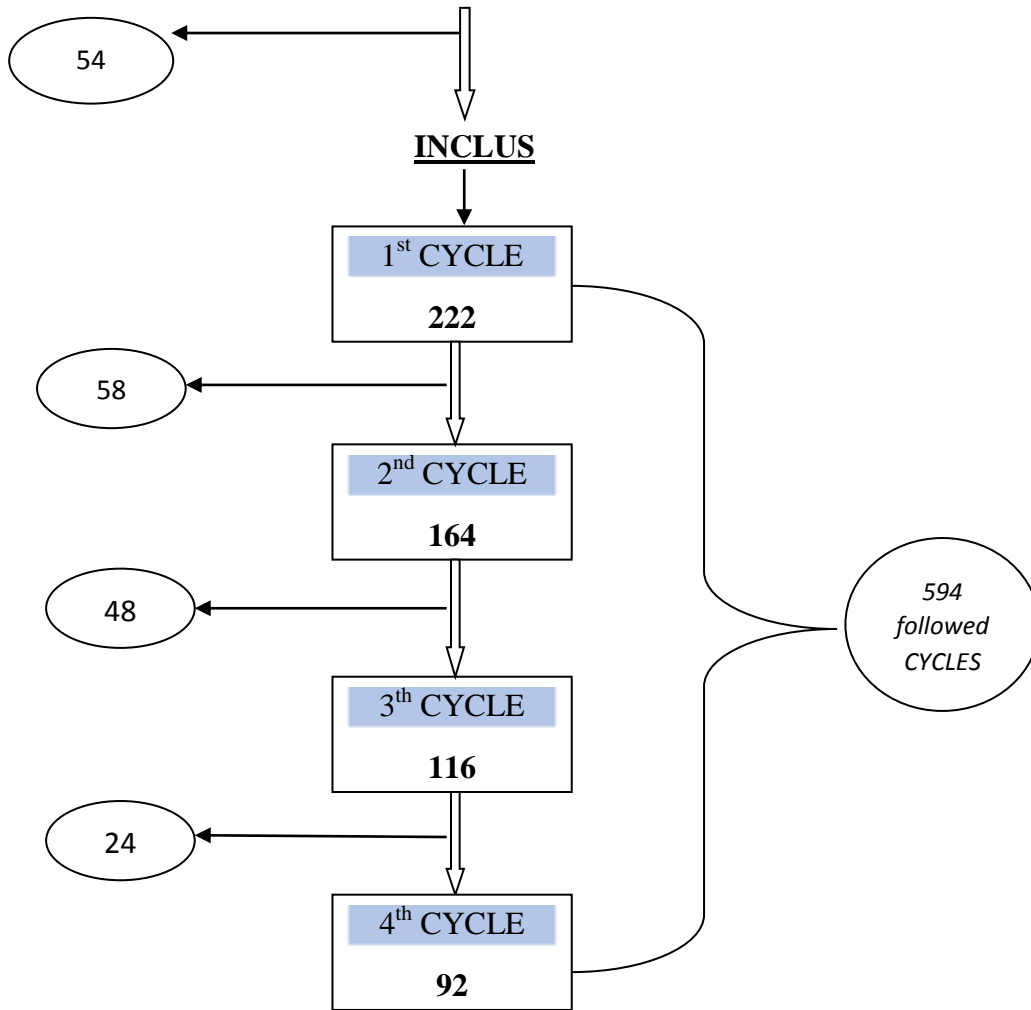 54
INCLUS
1st CYCLE
222
58
2nd CYCLE
164
594
followed
CYCLES
48
3th CYCLE
116
24
4th CYCLE
92